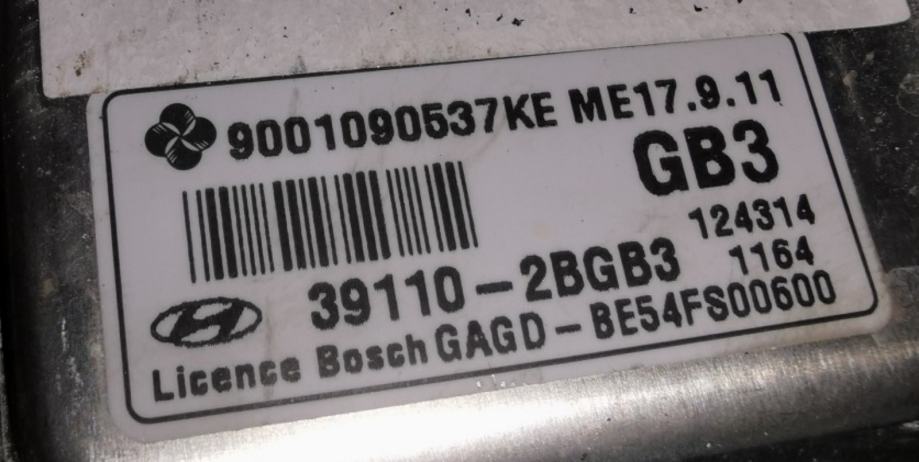 9001090537KE ME17.9.11
GB3
124314
39110-2BGB3 1164
Licence Bosch GAGD-BE54FS00600